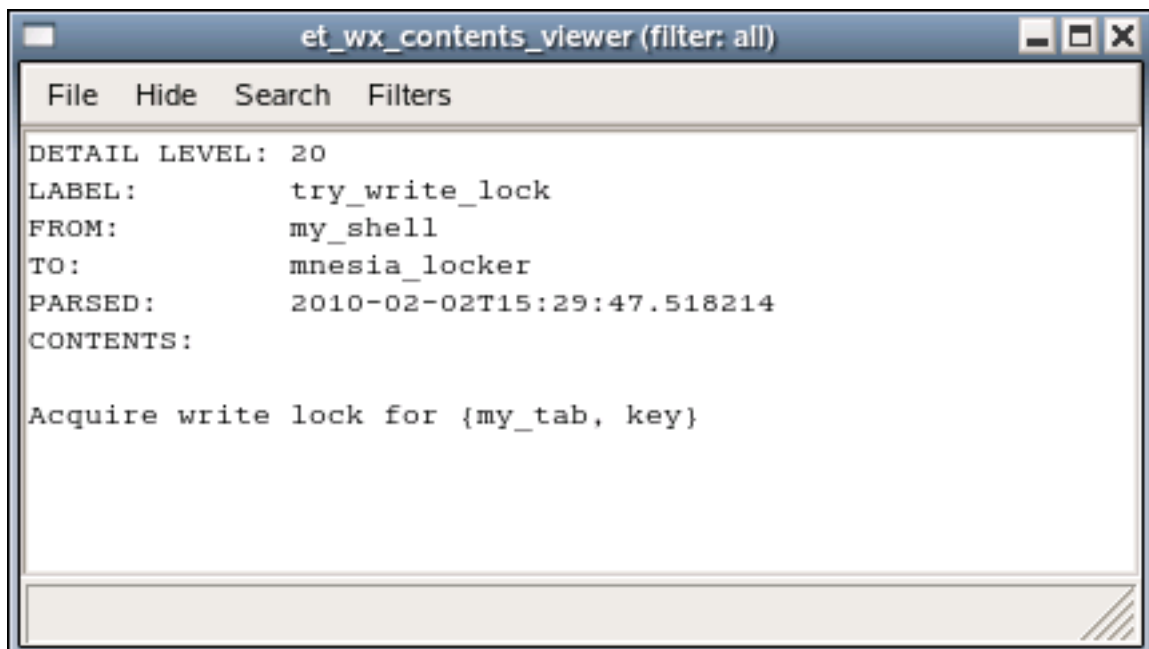 et_wx_contents_viewer (filter: all)
File Hide Search Filters
DETAIL LEVEL: 20
LABEL: try_write_lock
FROM: my_shell
TO: mnesia_locker
PARSED: 2010-02-02T15:29:47.518214
CONTENTS:
Acquire write lock for {my_tab, key}